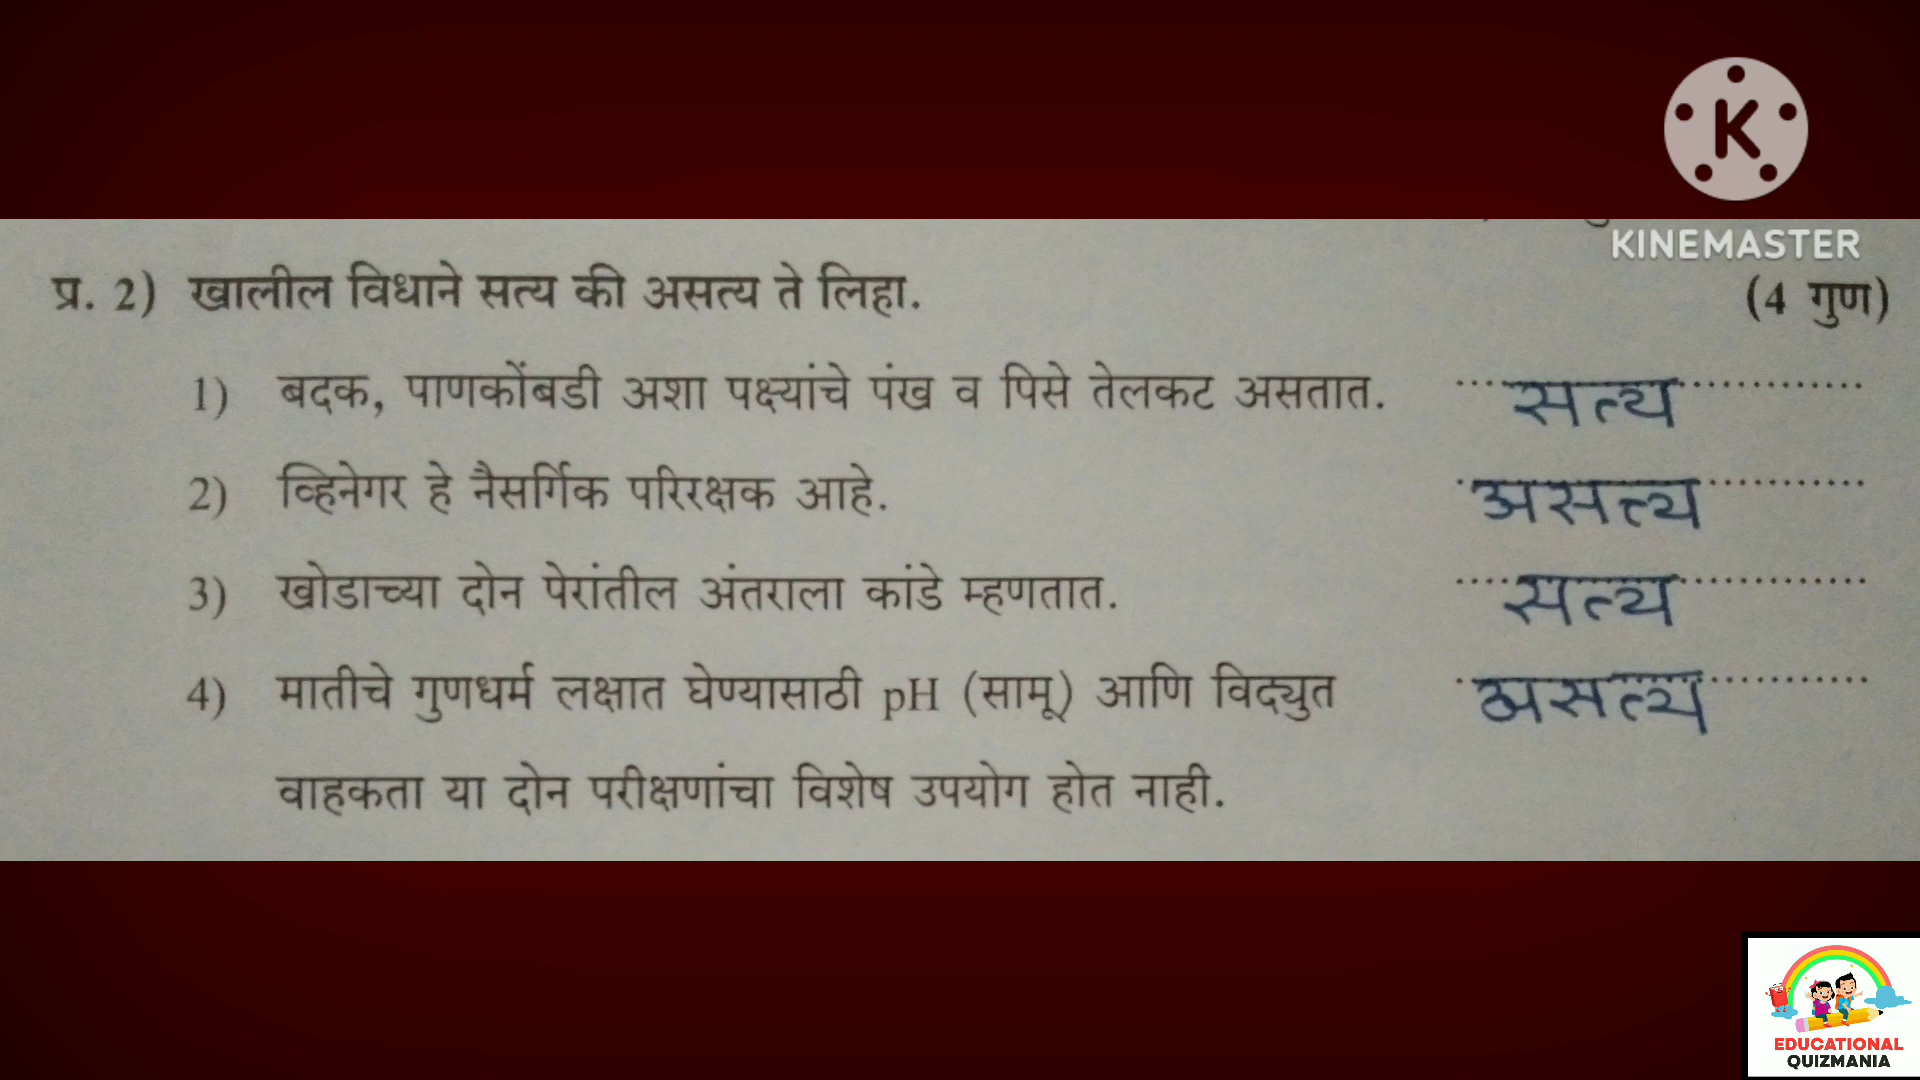 KINEMASTER
प्र. 2) खालील विधाने सत्य की असत्य ते लिहा. (4 गुण)
1) बदक, पाणकोंबडी अशा पक्ष्यांचे पंख व पिसे तेलकट असतात. सत्य
2) व्हिनेगर हे नैसर्गिक परिरक्षक आहे. असत्य
3) खोडाच्या दोन पेरांतील अंतराला कांडे म्हणतात. सत्य
4) मातीचे गुणधर्म लक्षात घेण्यासाठी pH (सामू) आणि विद्युत असत्य
वाहकता या दोन परीक्षणांचा विशेष उपयोग होत नाही.
EDUCATIONAL
QUIZMANIA